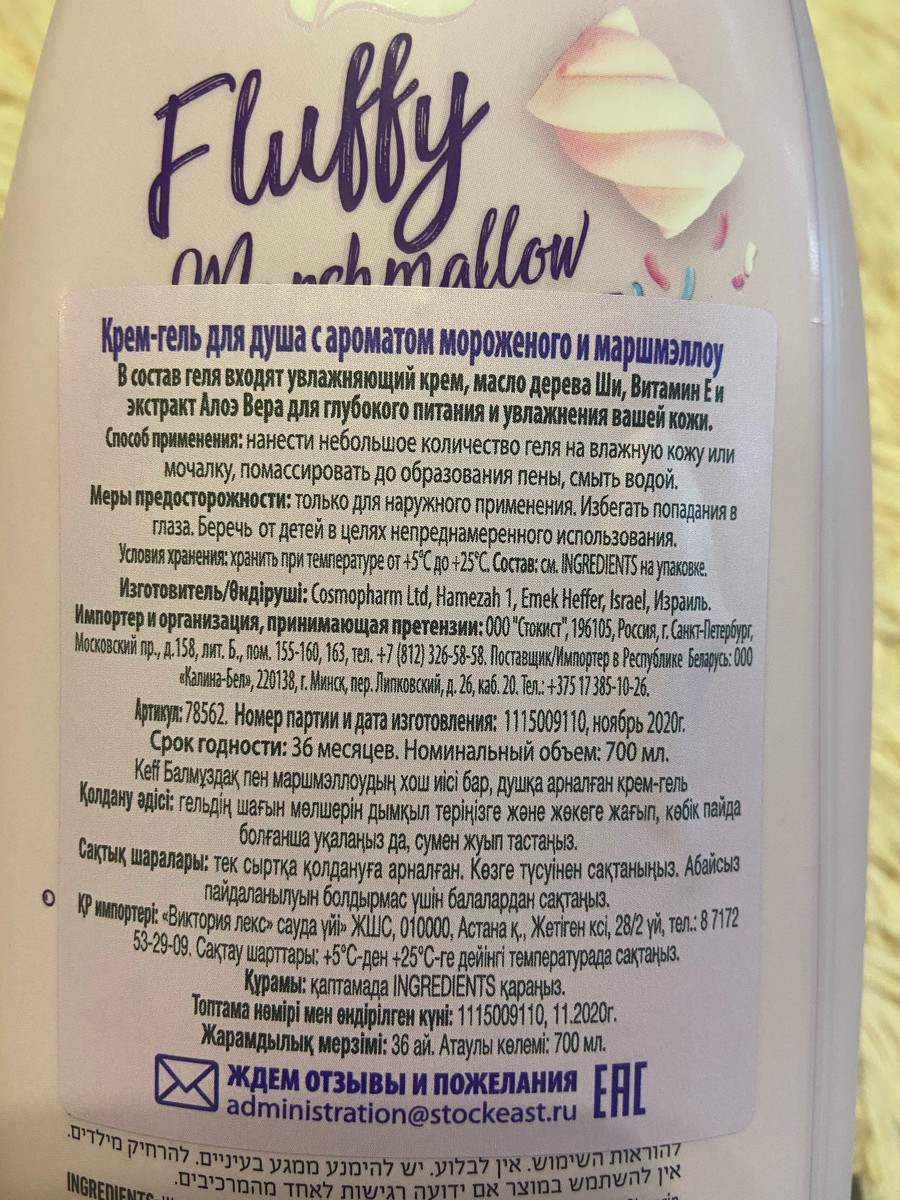 Fluffy
Marshmallow
Крем-гель для душа с ароматом мороженого и маршмэллоу
В состав геля входят увлажняющий крем, масло дерева Ши, Витамин Е и
экстракт Алоэ Вера для глубокого питания и увлажнения вашей кожи.
Способ применения: нанести небольшое количество геля на влажную кожу или
мочалку, помассировать до образования пены, смыть водой.
Меры предосторожности: только для наружного применения. Избегать попадания в
глаза. Беречь от детей в целях непреднамеренного использования.
Условия хранения: хранить при температуре от +5°C до +25°C. Состав: см. INGREDIENTS на упаковке.
Изготовитель/Өндіруші: Cosmopharm Ltd, Hamezah 1, Emek Heffer, Israel, Израиль.
Импортер и организация, принимающая претензии: ООО "Стокист", 196105, Россия, г. Санкт-Петербург,
Московский пр., д.158, лит. Б., пом. 155-160, 163, тел. +7 (812) 326-58-58. Поставщик/Импортер в Республике Беларусь: ООО
«Калина-Бел», 220138, г. Минск, пер. Липковский, д. 26, каб. 20. Тел.: +375 17 385-10-26.
Артикул: 78562. Номер партии и дата изготовления: 1115009110, ноябрь 2020г.
Срок годности: 36 месяцев. Номинальный объем: 700 мл.
Keff Балмұздақ пен маршмэллоудың хош иісі бар, душқа арналған крем-гель
Қолдану әдісі: гельдің шағын мөлшерін дымқыл теріңізге және жөкеге жағып, көбік пайда
болғанша уқалаңыз да, сумен жуып тастаңыз.
Сақтық шаралары: тек сыртқа қолдануға арналған. Көзге түсуінен сақтаныңыз. Абайсыз
пайдаланылуын болдырмас үшін балалардан сақтаңыз.
ҚР импортері: «Виктория лекс» сауда үйі» ЖШС, 010000, Астана қ., Жетіген ксі, 28/2 үй, тел.: 8 7172
53-29-09. Сақтау шарттары: +5°C-ден +25°C-ге дейінгі температурада сақтаңыз.
Құрамы: қаптамада INGREDIENTS қараңыз.
Топтама нөмірі мен өндірілген күні: 1115009110, 11.2020г.
Жарамдылық мерзімі: 36 ай. Атаулы көлемі: 700 мл.
ЖДЕМ ОТЗЫВЫ И ПОЖЕЛАНИЯ
administration@stockeast.ru
EAC
להוראות השימוש. אין לבלוע. יש להימנע ממגע בעיניים. להרחיק מילדים.
אין להשתמש במוצר אם ידועה רגישות לאחד מהמרכיבים.
INGREDIENTS: